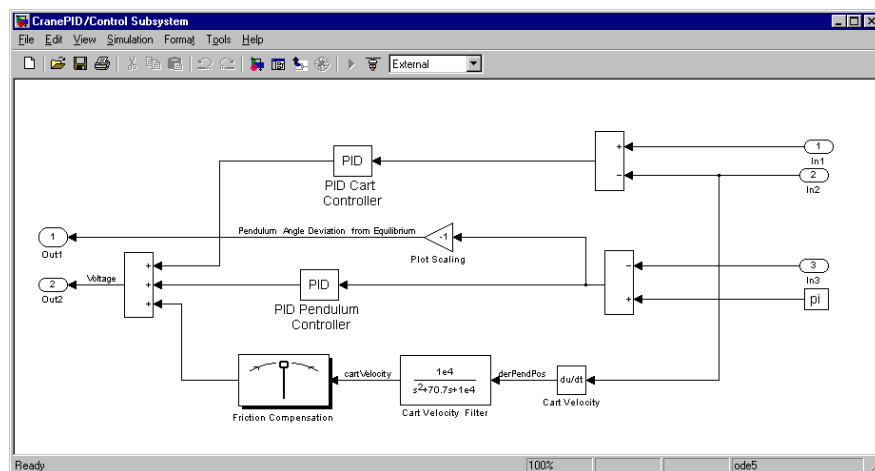 CranePID/Control Subsystem
File Edit View Simulation Format Tools Help
External
+
1
In1
PID
PID Cart
Controller
−
2
In2
1
Out1
Pendulum Angle Deviation from Equilibrium
-1
Plot Scaling
+
−
3
In3
2
Out2
Voltage
+
PID
PID Pendulum
Controller
+
pi
+
Friction Compensation
cartVelocity
1e4
s2+70.7s+1e4
Cart Velocity Filter
derPendPos
du/dt
Cart Velocity
Ready 100% ode5